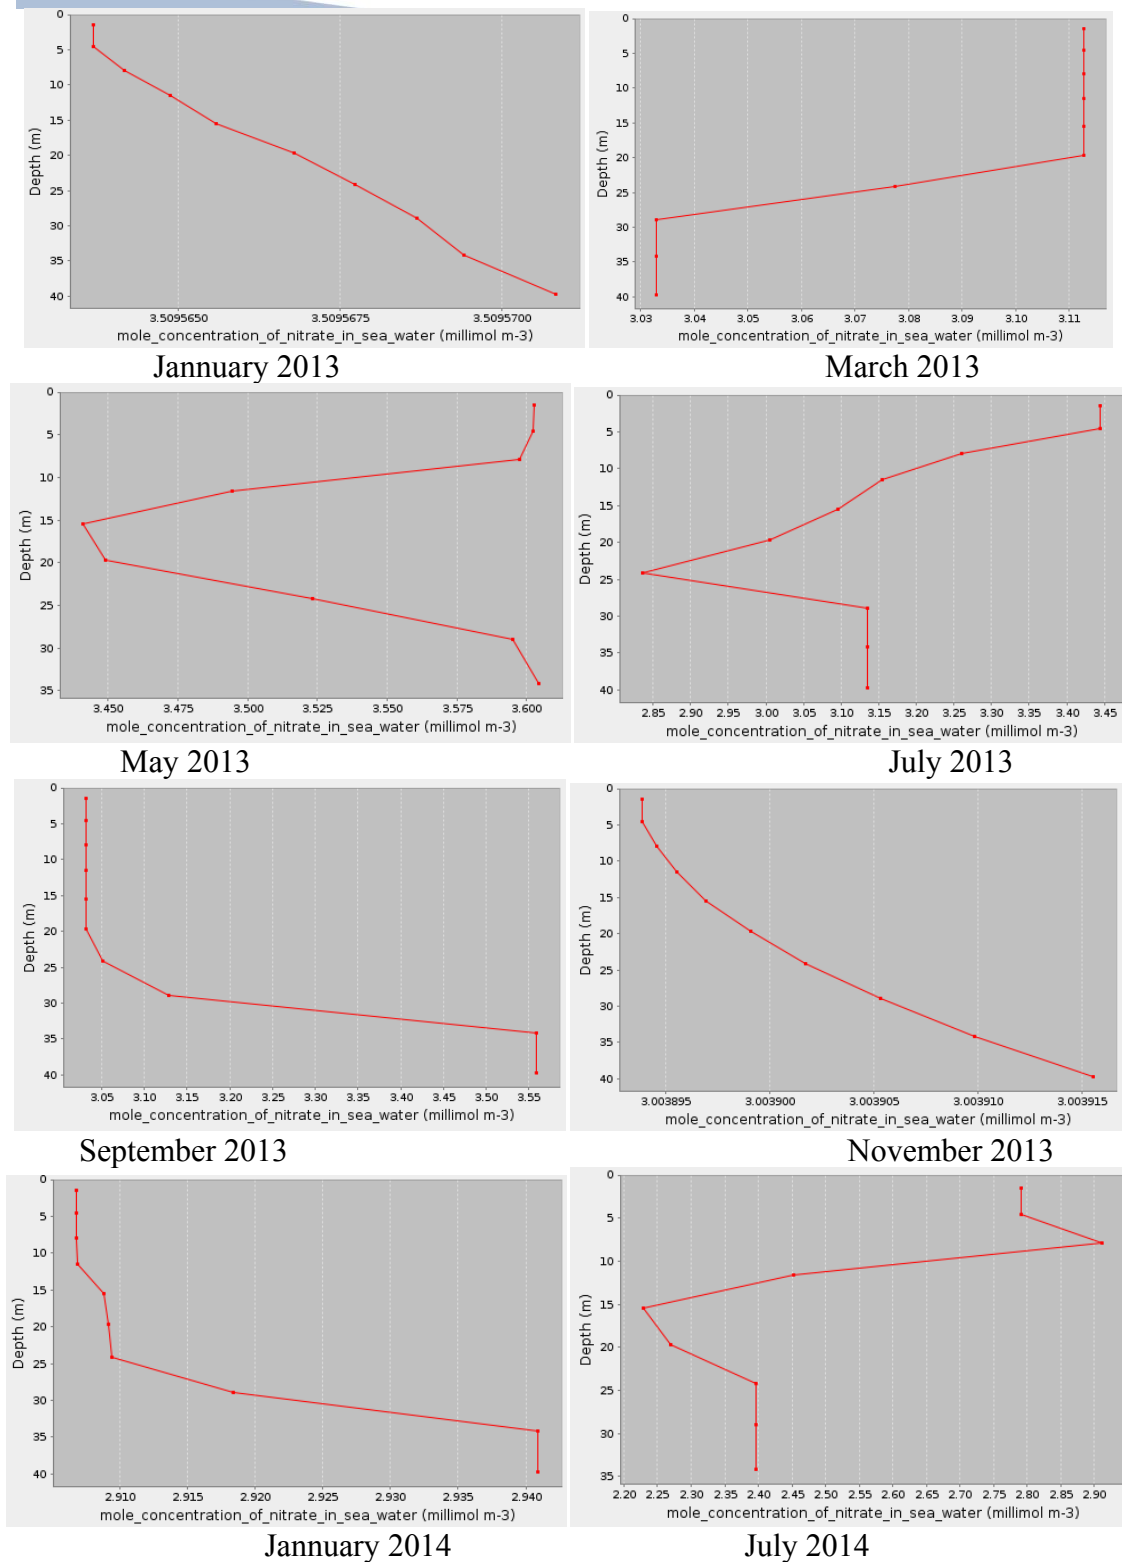 0
5
10
15
20
25
30
35
40
Depth (m)
3.5095650 3.5095675 3.5095700
mole_concentration_of_nitrate_in_sea_water (millimol m-3)
Jannuary 2013
0
5
10
15
20
25
30
35
40
Depth (m)
3.03 3.04 3.05 3.06 3.07 3.08 3.09 3.10 3.11
mole_concentration_of_nitrate_in_sea_water (millimol m-3)
March 2013
0
5
10
15
20
25
30
35
Depth (m)
3.450 3.475 3.500 3.525 3.550 3.575 3.600
mole_concentration_of_nitrate_in_sea_water (millimol m-3)
May 2013
0
5
10
15
20
25
30
35
40
Depth (m)
2.85 2.90 2.95 3.00 3.05 3.10 3.15 3.20 3.25 3.30 3.35 3.40 3.45
mole_concentration_of_nitrate_in_sea_water (millimol m-3)
July 2013
0
5
10
15
20
25
30
35
40
Depth (m)
3.05 3.10 3.15 3.20 3.25 3.30 3.35 3.40 3.45 3.50 3.55
mole_concentration_of_nitrate_in_sea_water (millimol m-3)
September 2013
0
5
10
15
20
25
30
35
40
Depth (m)
3.003895 3.003900 3.003905 3.003910 3.003915
mole_concentration_of_nitrate_in_sea_water (millimol m-3)
November 2013
0
5
10
15
20
25
30
35
40
Depth (m)
2.910 2.915 2.920 2.925 2.930 2.935 2.940
mole_concentration_of_nitrate_in_sea_water (millimol m-3)
Jannuary 2014
0
5
10
15
20
25
30
35
Depth (m)
2.20 2.25 2.30 2.35 2.40 2.45 2.50 2.55 2.60 2.65 2.70 2.75 2.80 2.85 2.90
mole_concentration_of_nitrate_in_sea_water (millimol m-3)
July 2014